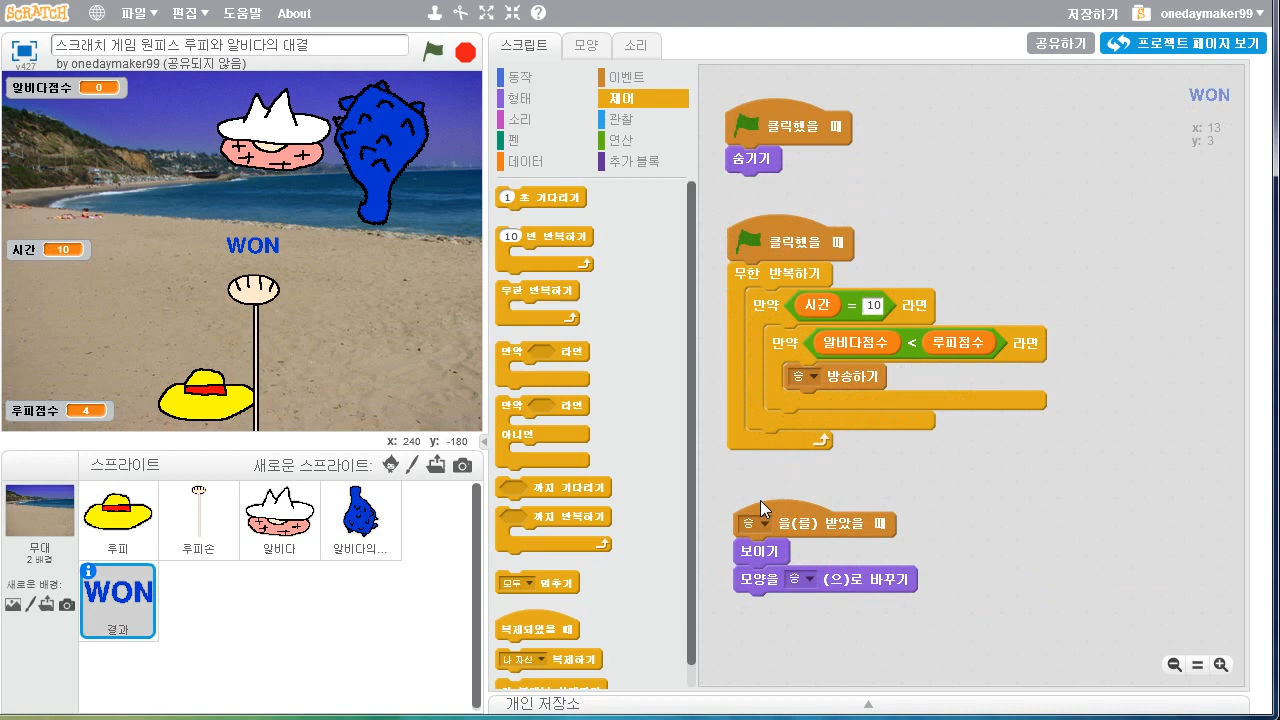 SCRATCH 파일▼ 편집▼ 도움말 About 저장하기 onedaymaker99▼
v427 스크래치 게임 원피스 루피와 알비다의 대결
by onedaymaker99 (공유되지 않음)
스크립트 모양 소리 공유하기 프로젝트 페이지 보기
알비다점수 0
시간 10
WON
루피점수 4
x: 240 y: -180
스프라이트 새로운 스프라이트:
무대
2 배경
새로운 배경:
루피
루피손
알비다
알비다의...
WON
결과
동작 이벤트
형태 제어
소리 관찰
펜 연산
데이터 추가 블록
1 초 기다리기
10 번 반복하기
무한 반복하기
만약 라면
만약 라면
아니면
까지 기다리기
까지 반복하기
모두 멈추기
복제되었을 때
나 자신 복제하기
클릭했을 때
숨기기
클릭했을 때
무한 반복하기
만약 시간 = 10 라면
만약 알비다점수 < 루피점수 라면
승 방송하기
승 을(를) 받았을 때
보이기
모양을 승 (으)로 바꾸기
WON
x: 13
y: 3
개인 저장소